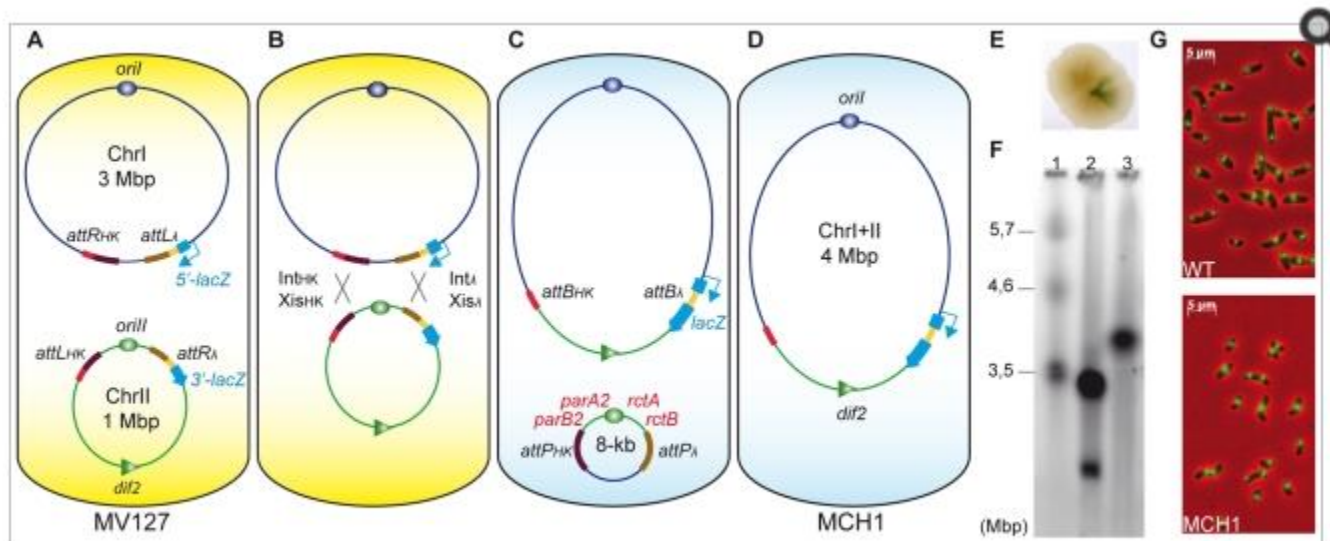 A
oriI
ChrI
3 Mbp
attRHK
attLλ
5'-lacZ
oriII
attLHK
attRλ
3'-lacZ
ChrII
1 Mbp
dif2
MV127
B
IntHK
XisHK
Intλ
Xisλ
C
attBHK
attBλ
lacZ
parA2
rctA
parB2
rctB
attPHK
8-kb
attPλ
D
oriI
ChrI+II
4 Mbp
dif2
MCH1
E
F
1 2 3
5,7
4,6
3,5
(Mbp)
G
5 µm
WT
5 µm
MCH1